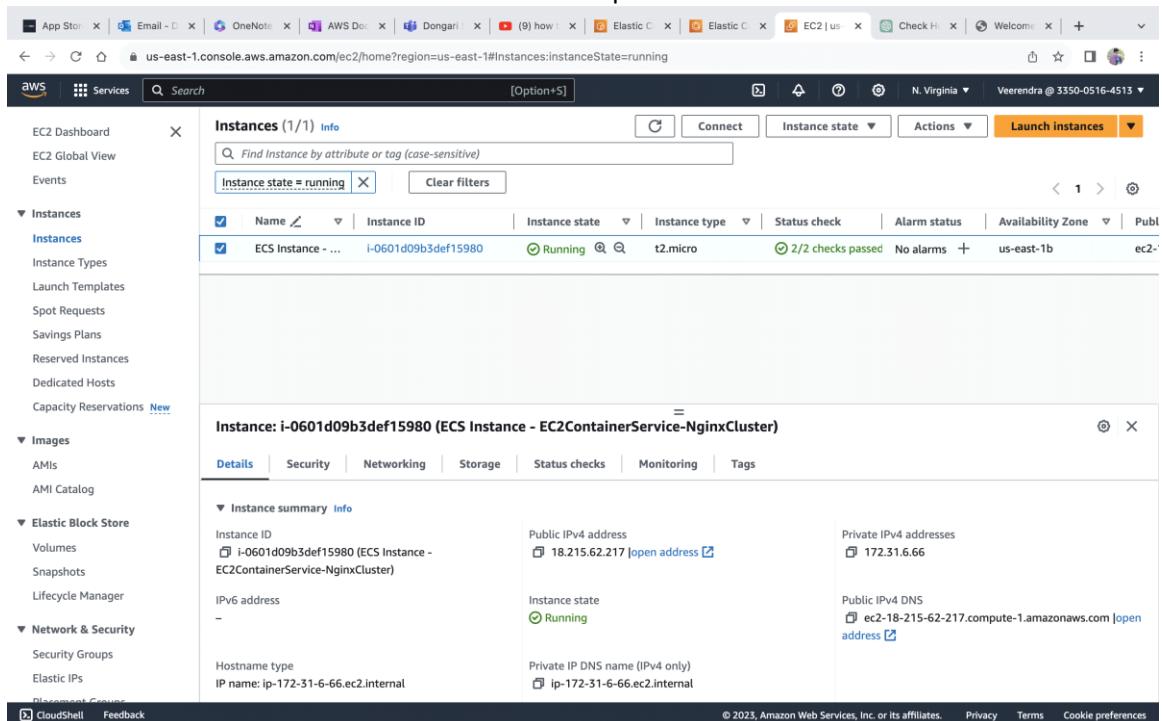 App Stor
Email - D
OneNote
AWS Doc
Dongari
(9) how t
Elastic C
Elastic C
EC2 | us-
Check H
Welcome
us-east-1.console.aws.amazon.com/ec2/home?region=us-east-1#Instances:instanceState=running
aws Services Search [Option+S] N. Virginia Veerendra @ 3350-0516-4513
EC2 Dashboard
EC2 Global View
Events
Instances
Instances
Instance Types
Launch Templates
Spot Requests
Savings Plans
Reserved Instances
Dedicated Hosts
Capacity Reservations New
Images
AMIs
AMI Catalog
Elastic Block Store
Volumes
Snapshots
Lifecycle Manager
Network & Security
Security Groups
Elastic IPs
Placement Groups
Instances (1/1) Info
Connect Instance state Actions Launch instances
Find Instance by attribute or tag (case-sensitive)
Instance state = running Clear filters
1
Name Instance ID Instance state Instance type Status check Alarm status Availability Zone Publ
ECS Instance - ... i-0601d09b3def15980 Running t2.micro 2/2 checks passed No alarms + us-east-1b ec2-
Instance: i-0601d09b3def15980 (ECS Instance - EC2ContainerService-NginxCluster)
Details Security Networking Storage Status checks Monitoring Tags
Instance summary Info
Instance ID
i-0601d09b3def15980 (ECS Instance -
EC2ContainerService-NginxCluster)
Public IPv4 address
18.215.62.217 |open address
Private IPv4 addresses
172.31.6.66
IPv6 address
–
Instance state
Running
Public IPv4 DNS
ec2-18-215-62-217.compute-1.amazonaws.com |open
address
Hostname type
IP name: ip-172-31-6-66.ec2.internal
Private IP DNS name (IPv4 only)
ip-172-31-6-66.ec2.internal
CloudShell Feedback © 2023, Amazon Web Services, Inc. or its affiliates. Privacy Terms Cookie preferences